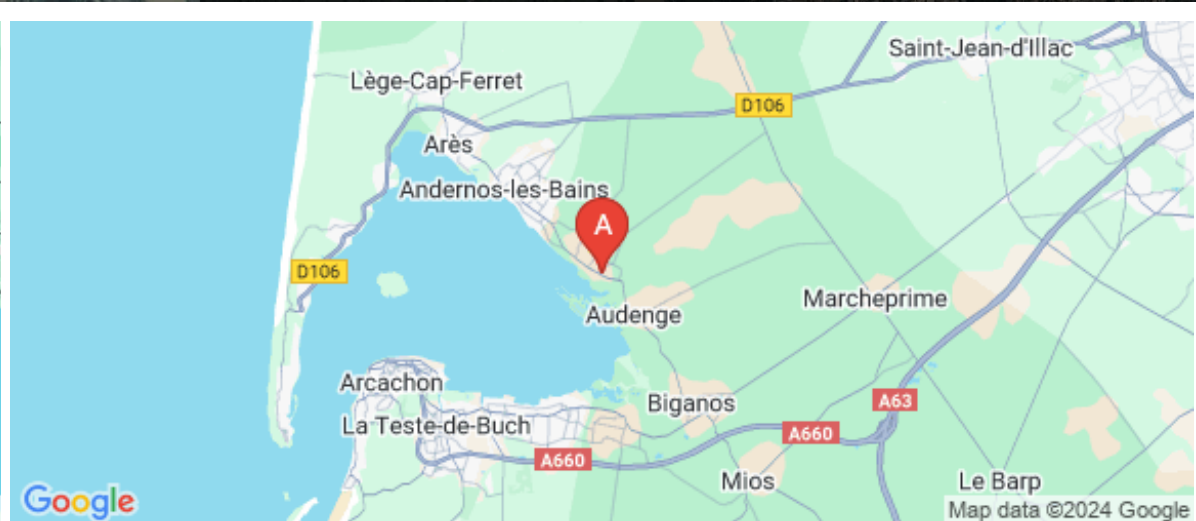 Saint-Jean-d'Illac
Lège-Cap-Ferret
D106
Arès
Andernos-les-Bains
A
D106
Marcheprime
Audenge
Arcachon
Biganos
A63
La Teste-de-Buch
A660
A660
Mios
Le Barp
Google
Map data ©2024 Google